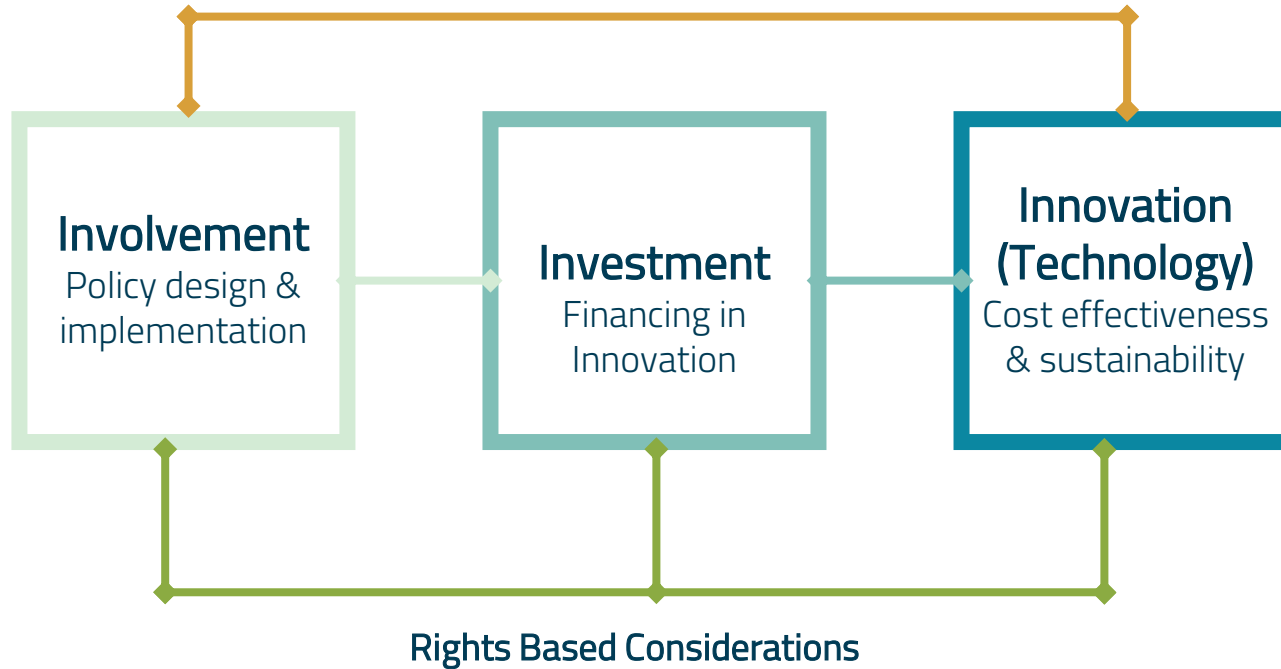 Involvement
Policy design &
implementation
Investment
Financing in
Innovation
Innovation
(Technology)
Cost effectiveness
& sustainability
Rights Based Considerations